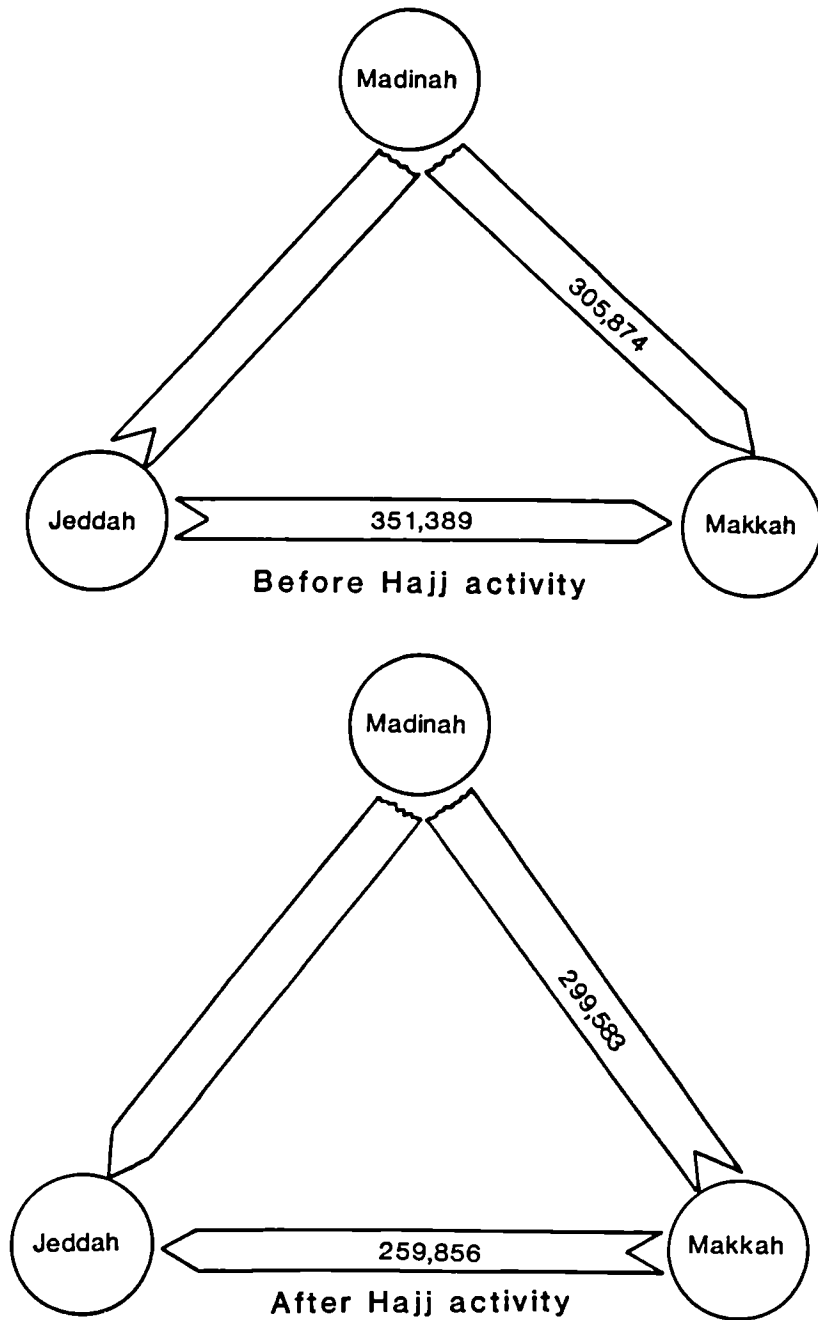 Madinah
305,874
Jeddah
351,389
Makkah
Before Hajj activity
Madinah
299,583
Jeddah
259,856
Makkah
After Hajj activity